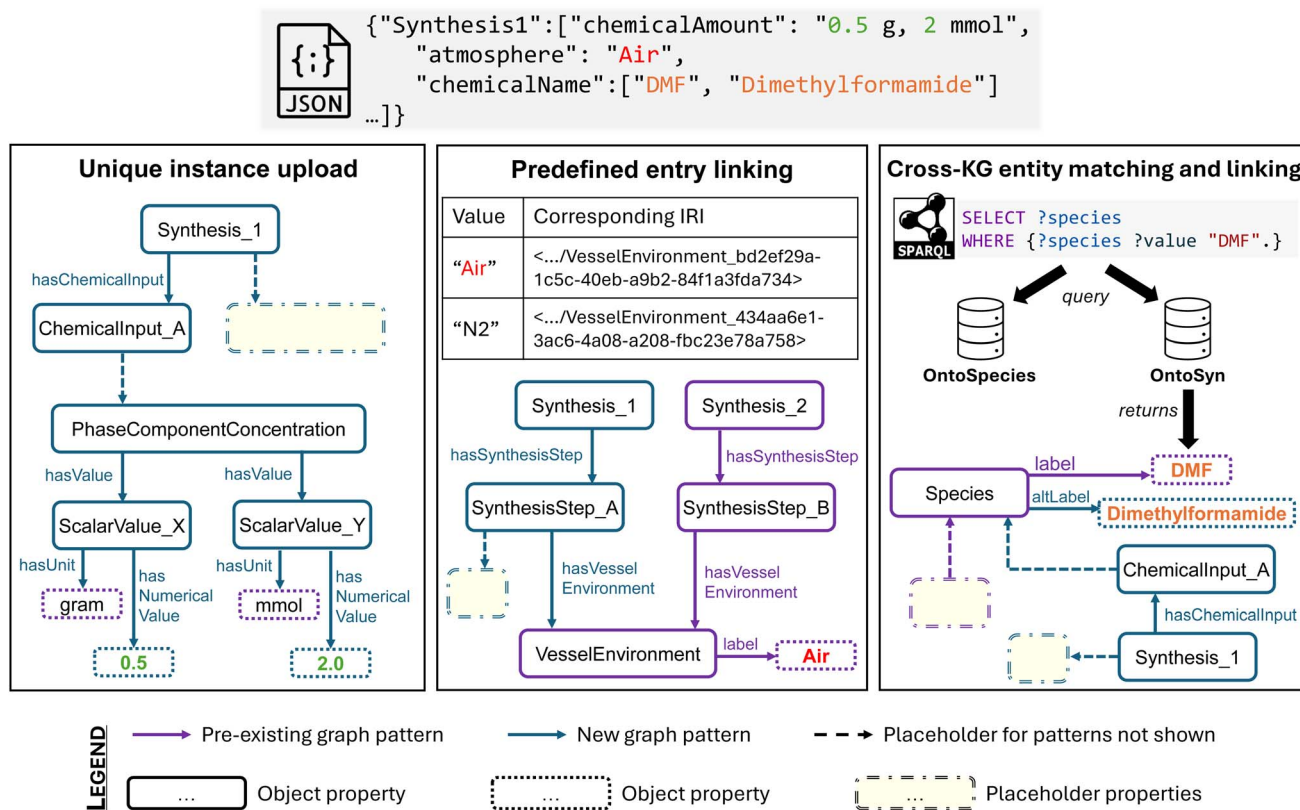 {"Synthesis1":["chemicalAmount": "0.5 g, 2 mmol",
"atmosphere": "Air",
"chemicalName":["DMF", "Dimethylformamide"]
…]}
{;}
JSON
Unique instance upload
Synthesis_1
hasChemicalInput
ChemicalInput_A
PhaseComponentConcentration
hasValue
hasValue
ScalarValue_X
ScalarValue_Y
hasUnit
has
Numerical
Value
hasUnit
has
Numerical
Value
gram
mmol
0.5
2.0
Predefined entry linking
Value
Corresponding IRI
"Air"
<.../VesselEnvironment_bd2ef29a-
1c5c-40eb-a9b2-84f1a3fda734>
"N2"
<.../VesselEnvironment_434aa6e1-
3ac6-4a08-a208-fbc23e78a758>
Synthesis_1
Synthesis_2
hasSynthesisStep
hasSynthesisStep
SynthesisStep_A
SynthesisStep_B
hasVessel
Environment
hasVessel
Environment
VesselEnvironment
label
Air
Cross-KG entity matching and linking
SPARQL
SELECT ?species
WHERE {?species ?value "DMF".}
query
OntoSpecies
OntoSyn
returns
Species
label
DMF
altLabel
Dimethylformamide
ChemicalInput_A
hasChemicalInput
Synthesis_1
LEGEND
Pre-existing graph pattern
New graph pattern
Placeholder for patterns not shown
...
Object property
...
Object property
...
Placeholder properties